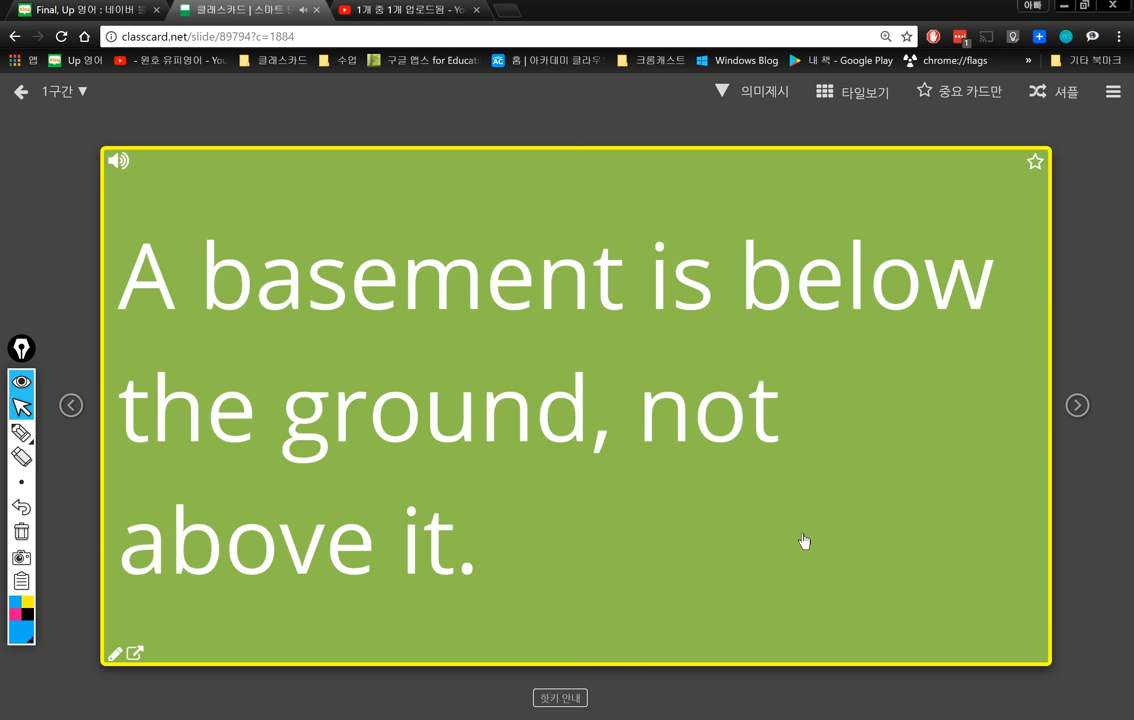 Final, Up 영어 : 네이버 블
클래스카드 | 스마트 단
1개 중 1개 업로드됨 - Yo
아빠
classcard.net/slide/89794?c=1884
앱
Up 영어
- 원호 유피영어 - You
클래스카드
수업
구글 앱스 for Educati
홈 | 아카데미 클라우드
크롬캐스트
Windows Blog
내 책 - Google Play
chrome://flags
»
기타 북마크
1구간 ▼
의미제시
타일보기
중요 카드만
셔플
A basement is below
the ground, not
above it.
핫키 안내